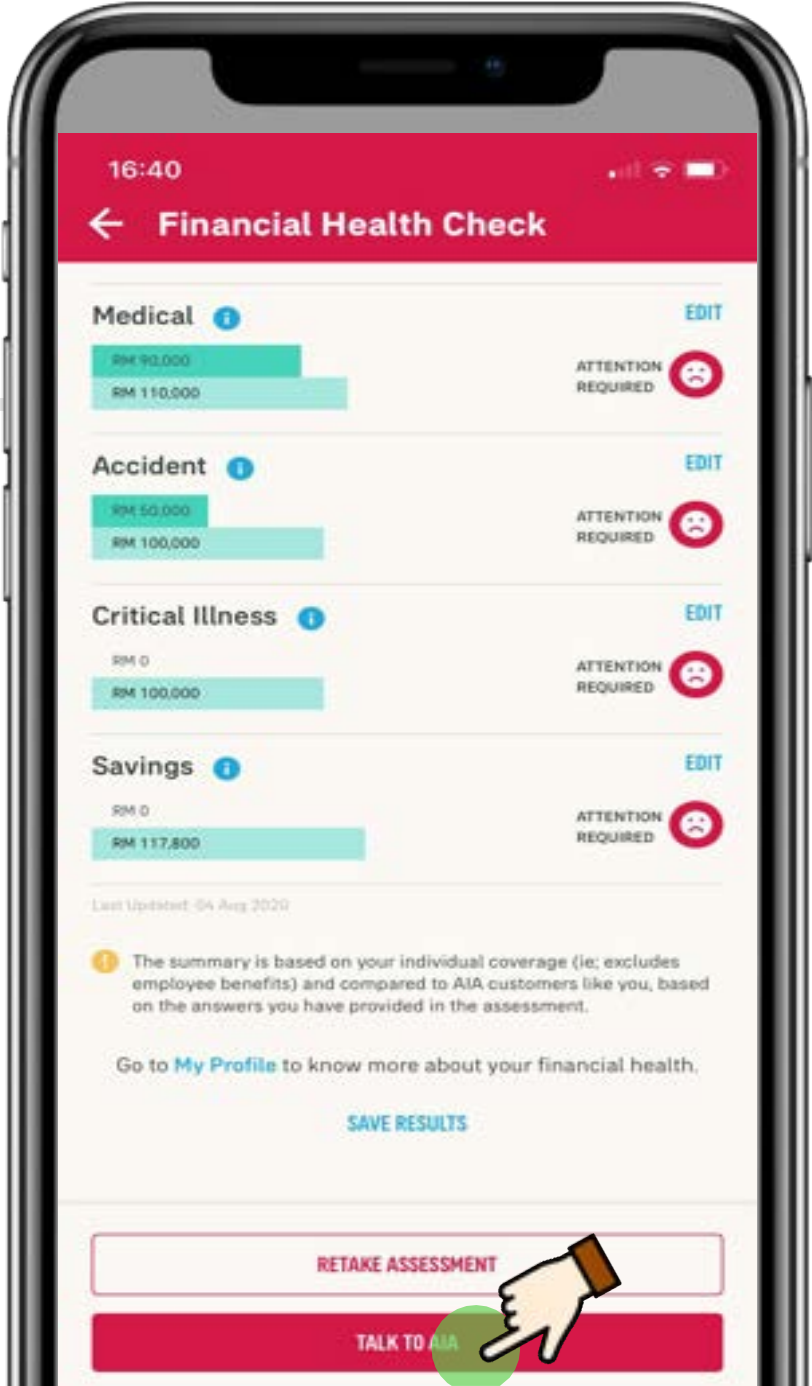 16:40
Financial Health Check
Medical
EDIT
RM 90,000
RM 110,000
ATTENTION
REQUIRED
Accident
EDIT
RM 50,000
RM 100,000
ATTENTION
REQUIRED
Critical Illness
EDIT
RM 0
RM 100,000
ATTENTION
REQUIRED
Savings
EDIT
RM 0
RM 117,800
ATTENTION
REQUIRED
Last Updated: 04 Aug 2020
The summary is based on your individual coverage (ie; excludes
employee benefits) and compared to AIA customers like you, based
on the answers you have provided in the assessment.
Go to My Profile to know more about your financial health.
SAVE RESULTS
RETAKE ASSESSMENT
TALK TO AIA